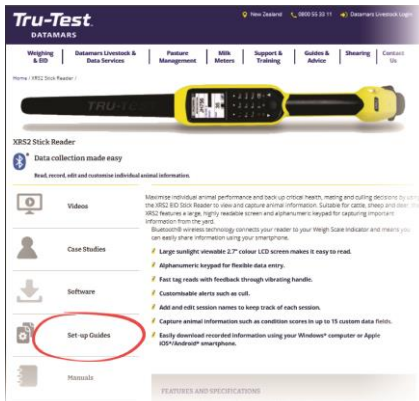 Tru-Test
DATAMARS
New Zealand
0800 55 33 11
Datamars Livestock Login
Weighing & EID
Datamars Livestock & Data Services
Pasture Management
Milk Meters
Support & Training
Guides & Advice
Shearing
Contact Us
Home / XRS2 Stick Reader /
TRU-TEST
XRS2 Stick Reader
Data collection made easy
Read, record, edit and customise individual animal information.
Videos
Case Studies
Software
Set-up Guides
Manuals
Maximise individual animal performance and back up critical health, mating and culling decisions by
the XRS2 EID Stick Reader to view and capture animal information. Suitable for cattle, sheep and deer, the
XRS2 features a large, highly readable screen and alphanumeric keypad for capturing important
information from the yard.
Bluetooth® wireless technology connects your reader to your Weigh Scale Indicator and means you
can easily share information using your smartphone.
Large sunlight viewable 2.7" colour LCD screen makes it easy to read.
Alphanumeric keypad for flexible data entry.
Fast tag reads with feedback through vibrating handle.
Customisable alerts such as cull.
Add and edit session names to keep track of each session.
Capture animal information such as condition scores in up to 15 custom data fields.
Easily download recorded information using your Windows® computer or Apple
iOS®/Android® smartphone.
FEATURES AND SPECIFICATIONS